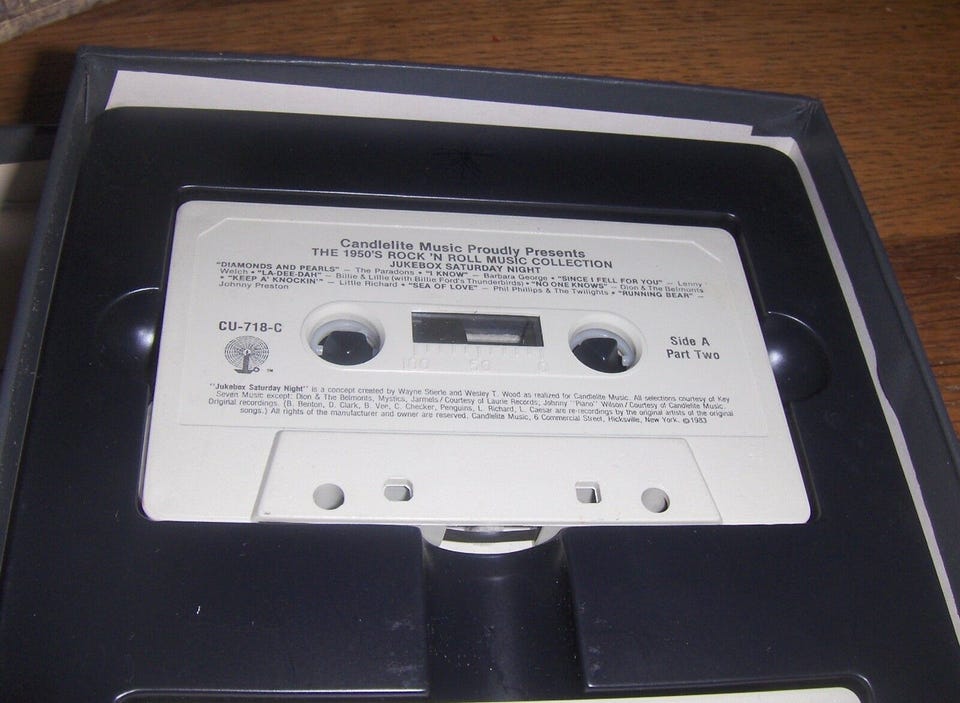 Candlelite Music Proudly Presents
THE 1950'S ROCK 'N ROLL MUSIC COLLECTION
JUKEBOX SATURDAY NIGHT
"DIAMONDS AND PEARLS" – The Paradons • "I KNOW" – Barbara George • "SINCE I FELL FOR YOU" – Lenny
Welch • "LA-DEE-DAH" – Billie & Lillie (with Billie Ford's Thunderbirds) • "NO ONE KNOWS" – Dion & The Belmonts
• "KEEP A' KNOCKIN'" – Little Richard • "SEA OF LOVE" – Phil Phillips & The Twilights • "RUNNING BEAR" –
Johnny Preston
CU-718-C
Side A
Part Two
TM
100 50 0
"Jukebox Saturday Night" is a concept created by Wayne Stierle and Wesley T. Wood as realized for Candlelite Music. All selections courtesy of Key
Seven Music except: Dion & The Belmonts, Mystics, Jarmels/Courtesy of Laurie Records; Johnny "Piano" Wilson/Courtesy of Candlelite Music.
Original recordings. (B. Benton, D. Clark, B. Vee, C. Checker, Penguins, L. Richard, L. Caesar are re-recordings by the original artists of the original
songs.) All rights of the manufacturer and owner are reserved. Candlelite Music, 6 Commercial Street, Hicksville, New York. ©1983